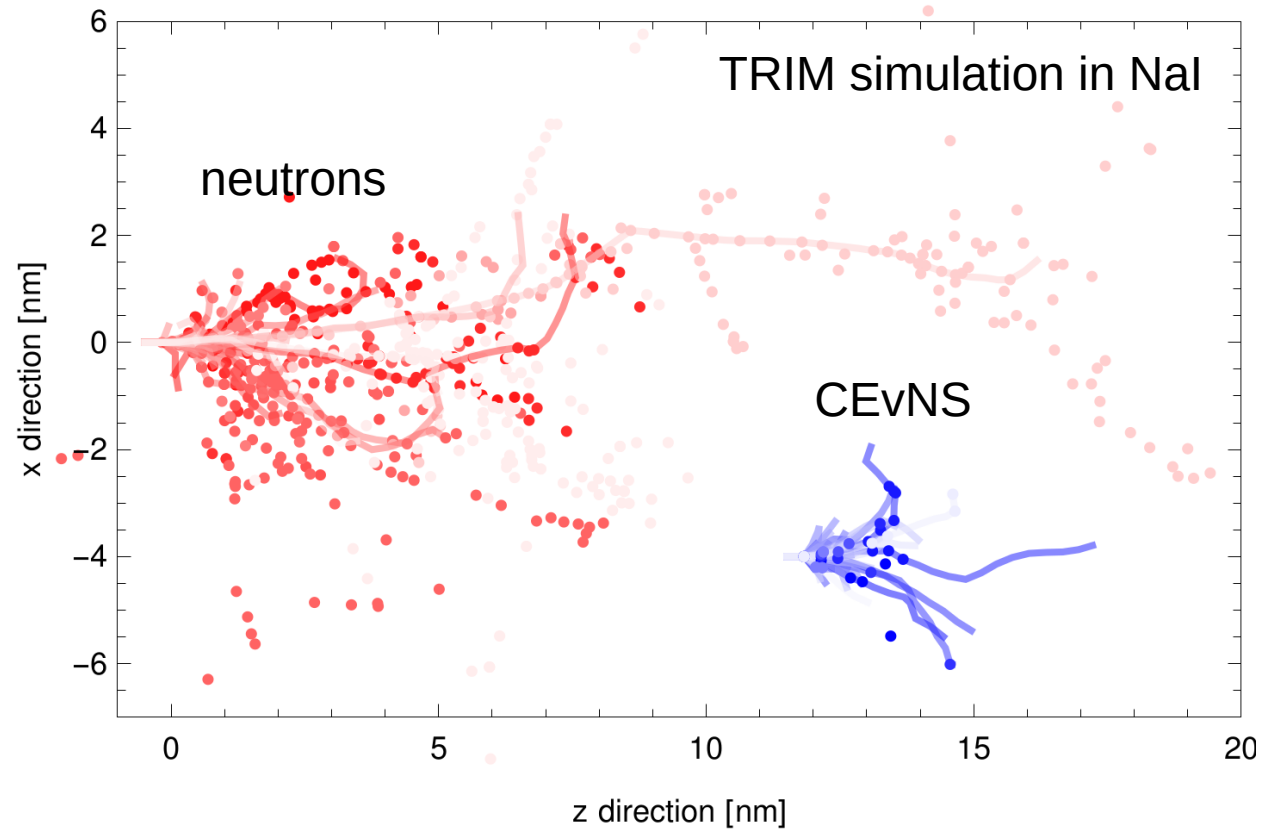 TRIM simulation in NaI
neutrons
CEvNS
x direction [nm]
6
4
2
0
−2
−4
−6
0
5
10
15
20
z direction [nm]